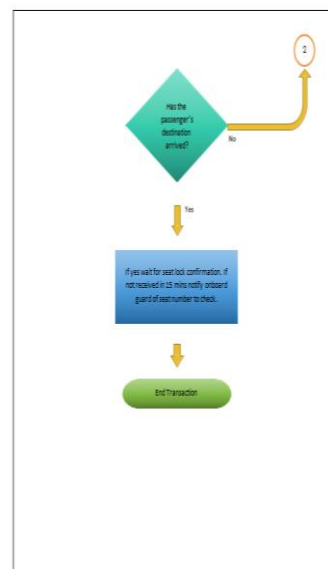 2
Has the
passenger's
destination
arrived?
No
Yes
If yes wait for seat lock confirmation. If
not received in 15 mins notify onboard
guard of seat number to check.
End Transaction